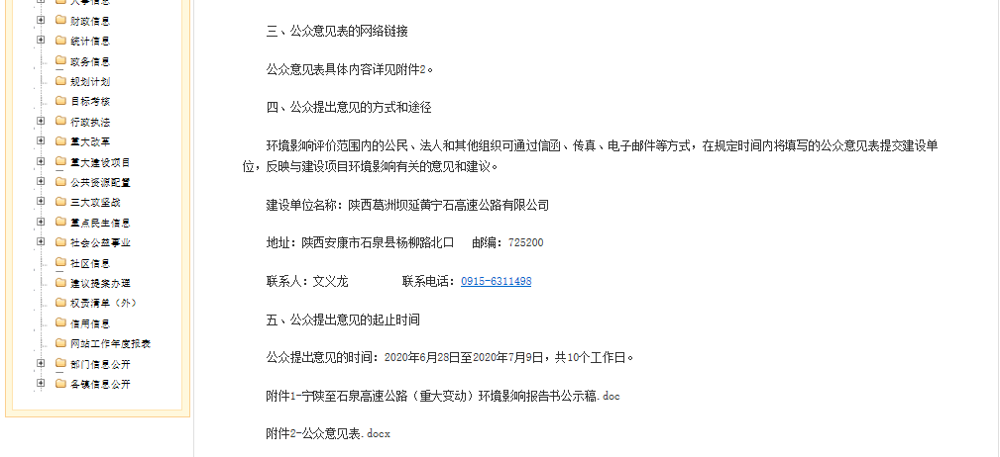 人事信息
财政信息
统计信息
政务信息
规划计划
目标考核
行政执法
重大改革
重大建设项目
公共资源配置
三大攻坚战
重点民生信息
社会公益事业
社区信息
建议提案办理
权责清单（外）
信用信息
网站工作年度报表
部门信息公开
各镇信息公开
三、公众意见表的网络链接
公众意见表具体内容详见附件2。
四、公众提出意见的方式和途径
环境影响评价范围内的公民、法人和其他组织可通过信函、传真、电子邮件等方式，在规定时间内将填写的公众意见表提交建设单
位，反映与建设项目环境影响有关的意见和建议。
建设单位名称：陕西葛洲坝延黄宁石高速公路有限公司
地址：陕西安康市石泉县杨柳路北口 邮编：725200
联系人：文义龙 联系电话：0915-6311498
五、公众提出意见的起止时间
公众提出意见的时间：2020年6月28日至2020年7月9日，共10个工作日。
附件1-宁陕至石泉高速公路（重大变动）环境影响报告书公示稿.doc
附件2-公众意见表.docx